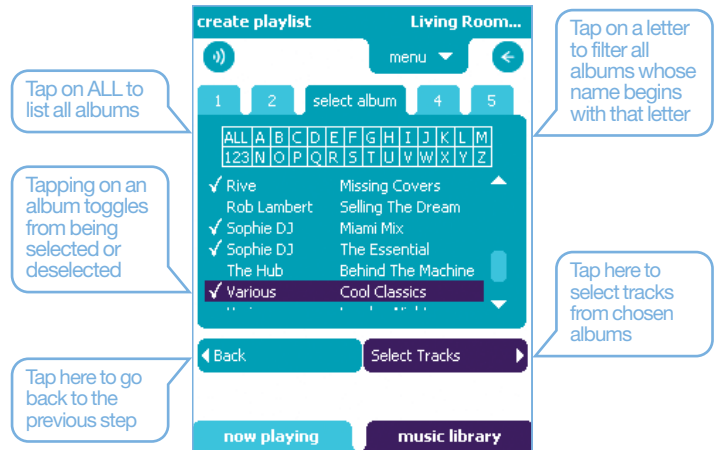 create playlist Living Room...
menu
1 2 select album 4 5
ALL A B C D E F G H I J K L M
123 N O P Q R S T U V W X Y Z
✓ Rive Missing Covers
Rob Lambert Selling The Dream
✓ Sophie DJ Miami Mix
✓ Sophie DJ The Essential
The Hub Behind The Machine
✓ Various Cool Classics
Back Select Tracks
now playing music library
Tap on ALL to
list all albums
Tapping on an
album toggles
from being
selected or
deselected
Tap here to go
back to the
previous step
Tap on a letter
to filter all
albums whose
name begins
with that letter
Tap here to
select tracks
from chosen
albums